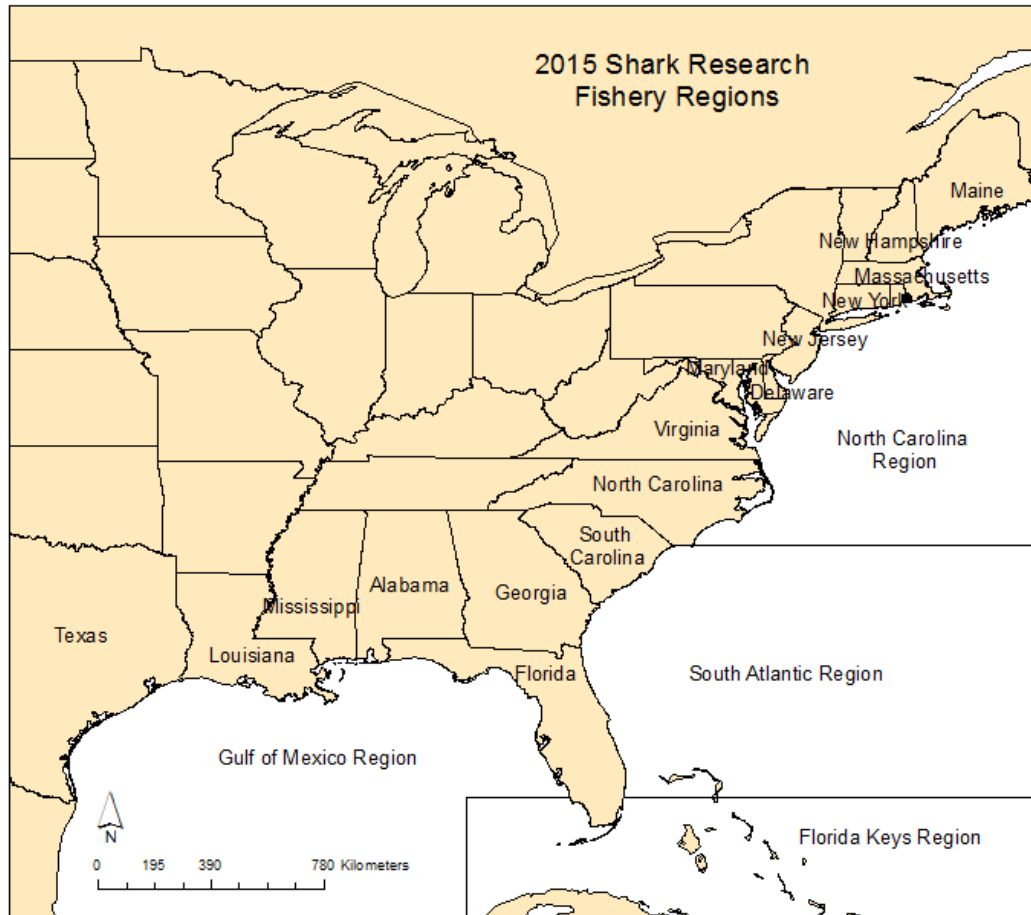 2015 Shark Research
Fishery Regions
Maine
New Hampshire
Massachusetts
New York
New Jersey
Maryland
Delaware
Virginia
North Carolina
Region
North Carolina
South
Carolina
Alabama
Georgia
Mississippi
Texas
Louisiana
Florida
South Atlantic Region
Gulf of Mexico Region
Florida Keys Region
N
0 195 390 780 Kilometers